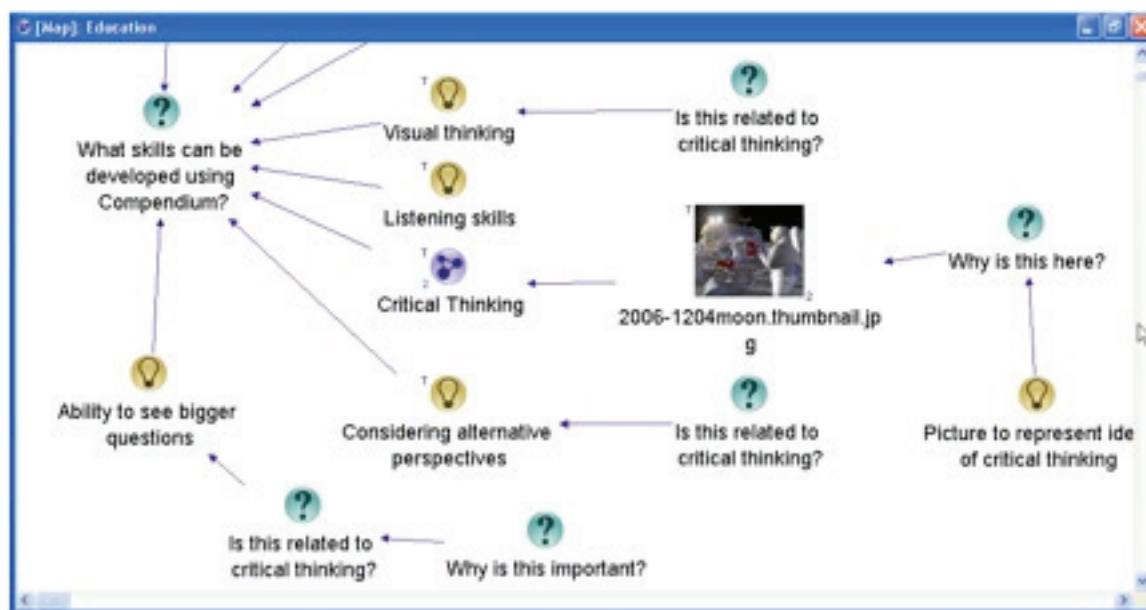 [Map]: Education
Visual thinking
Is this related to
critical thinking?
What skills can be
developed using
Compendium?
T
T
Listening skills
T
2
Critical Thinking
T
2
2006-1204moon.thumbnail.jp
g
Why is this here?
Ability to see bigger
questions
T
Considering alternative
perspectives
Is this related to
critical thinking?
Picture to represent ide
of critical thinking
Is this related to
critical thinking?
Why is this important?